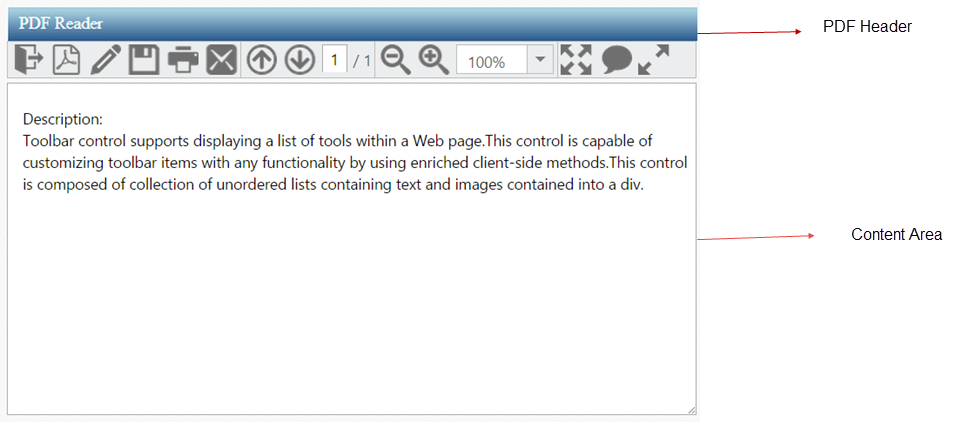 PDF Reader
PDF Header
1 / 1 100%
Description:
Toolbar control supports displaying a list of tools within a Web page.This control is capable of
customizing toolbar items with any functionality by using enriched client-side methods.This control
is composed of collection of unordered lists containing text and images contained into a div.
Content Area